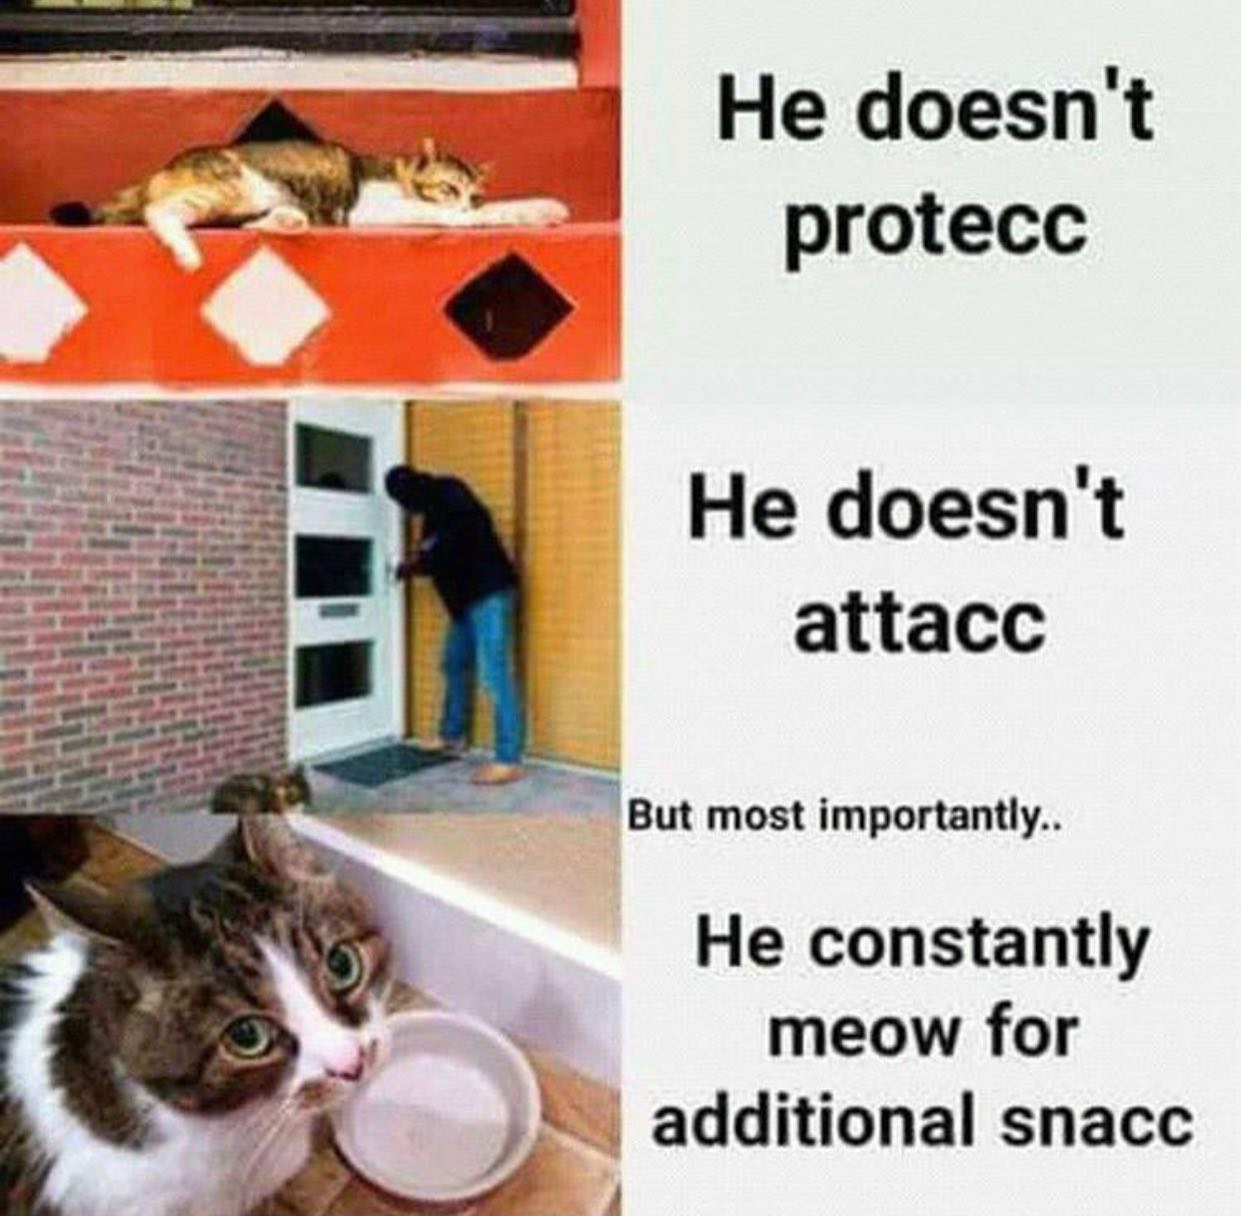 He doesn't
protecc
He doesn't
attacc
But most importantly..
He constantly
meow for
additional snacc